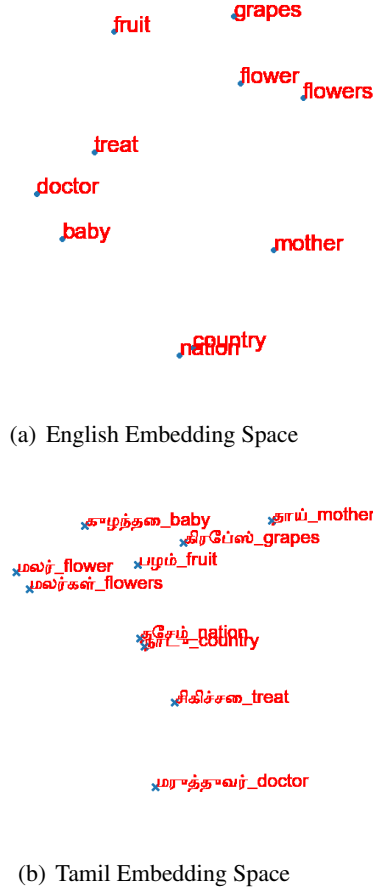 grapes
fruit
flower
flowers
treat
doctor
baby
mother
country
nation
(a) English Embedding Space
தாய்_mother
குழந்தை_baby
கிரேப்ஸ்_grapes
பழம்_fruit
மலர்_flower
மலர்கள்_flowers
தேசம்_nation
நாடு_country
சிகிச்சை_treat
மருத்துவர்_doctor
(b) Tamil Embedding Space